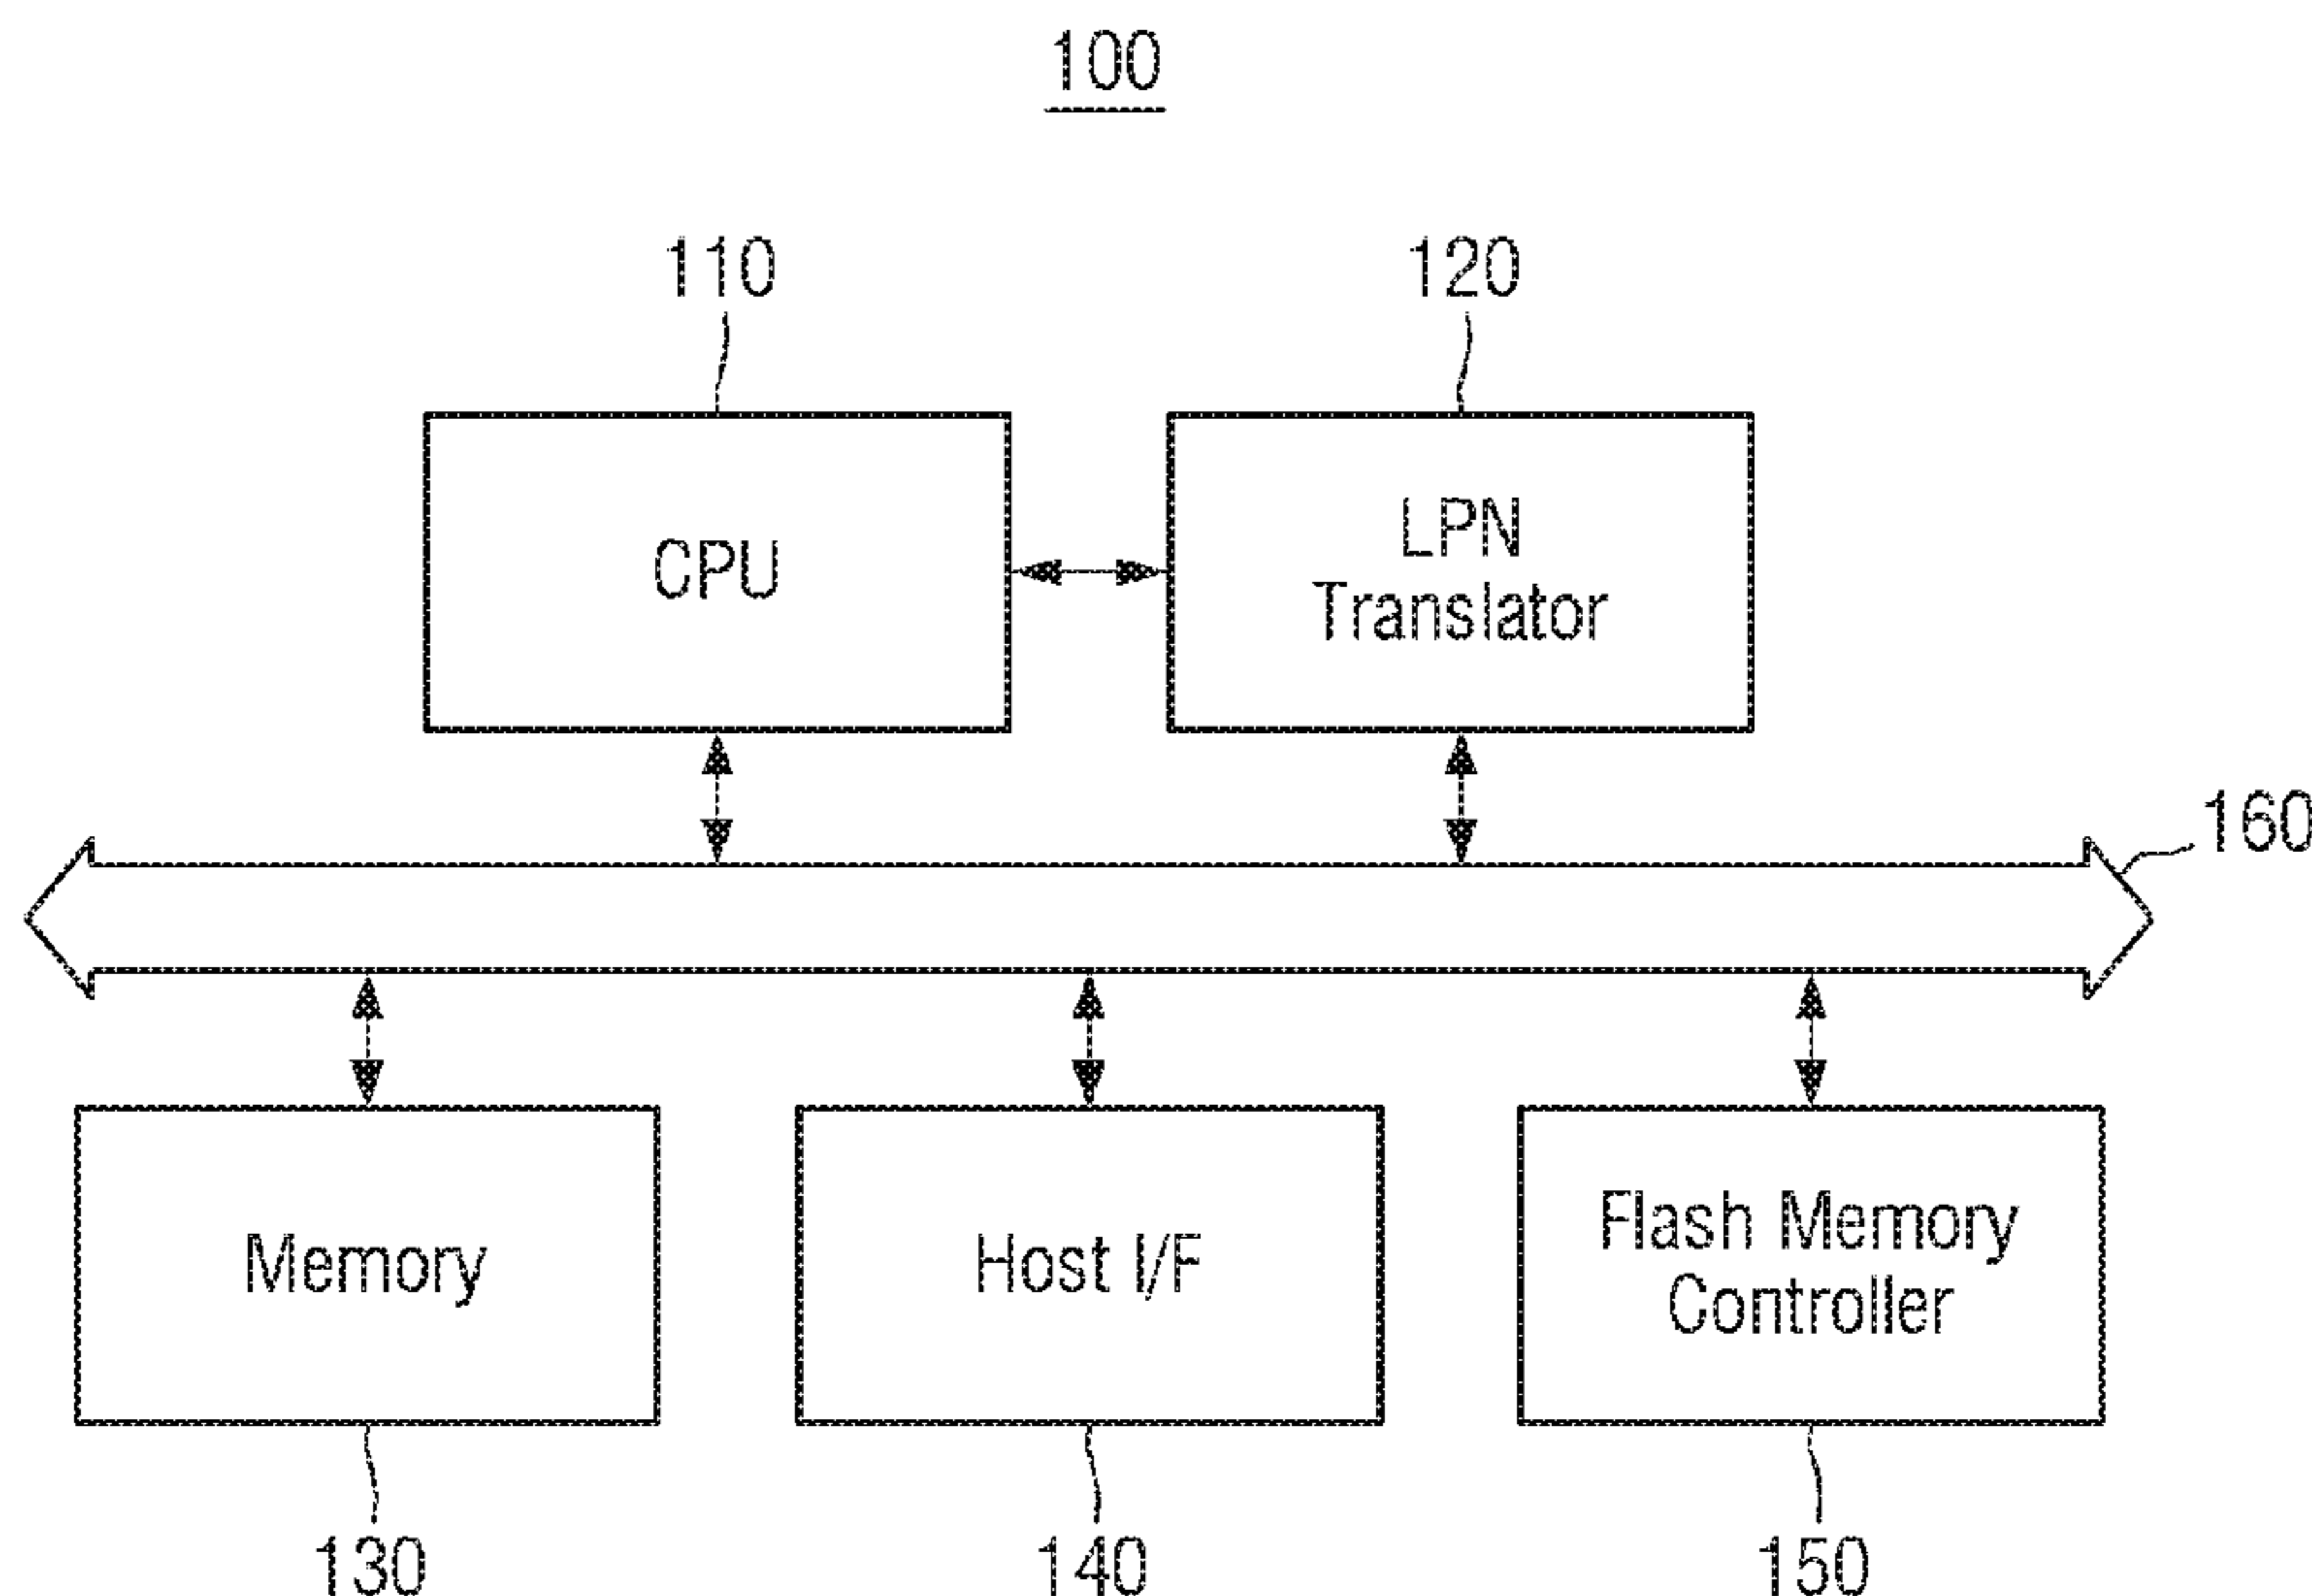 100
110
120
CPU
LPN
Translator
160
Memory
Host I/F
Flash Memory
Controller
130
140
150